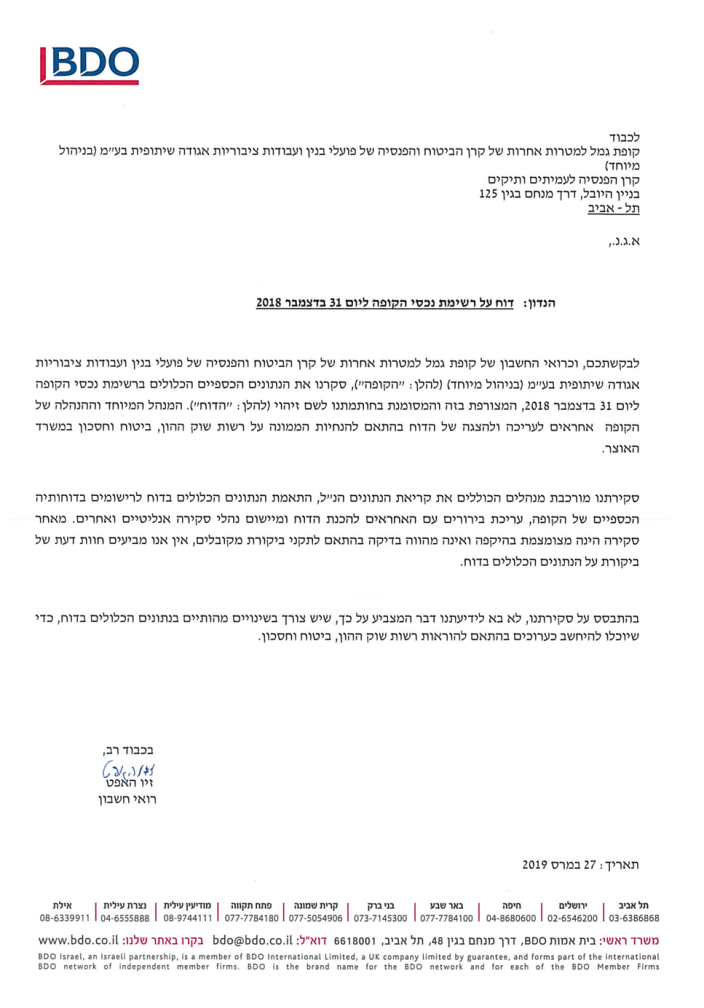 BDO
לכבוד
קופת גמל למטרות אחרות של קרן הביטוח והפנסיה של פועלי בנין ועבודות ציבוריות אגודה שיתופית בע״מ (בניהול
מיוחד)
קרן הפנסיה לעמיתים ותיקים
בניין היובל, דרך מנחם בגין 125
תל - אביב
א.ג.נ.,
הנדון: דוח על רשימת נכסי הקופה ליום 31 בדצמבר 2018
לבקשתכם, וכרואי החשבון של קופת גמל למטרות אחרות של קרן הביטוח והפנסיה של פועלי בנין ועבודות ציבוריות
אגודה שיתופית בע״מ (בניהול מיוחד) (להלן: ״הקופה״), סקרנו את הנתונים הכספיים הכלולים ברשימת נכסי הקופה
ליום 31 בדצמבר 2018, המצורפת בזה והמסומנת בחותמתנו לשם זיהוי (להלן: ״הדוח״). המנהל המיוחד וההנהלה של
הקופה אחראים לעריכה ולהצגה של הדוח בהתאם להנחיות הממונה על רשות שוק ההון, ביטוח וחסכון במשרד
האוצר.
סקירתנו מורכבת מנהלים הכוללים את קריאת הנתונים הנ״ל, התאמת הנתונים הכלולים בדוח לרישומים בדוחותיה
הכספיים של הקופה, עריכת בירורים עם האחראים להכנת הדוח ומיישום נהלי סקירה אנליטיים ואחרים. מאחר
סקירה הינה מצומצמת בהיקפה ואינה מהווה בדיקה בהתאם לתקני ביקורת מקובלים, אין אנו מביעים חוות דעת של
ביקורת על הנתונים הכלולים בדוח.
בהתבסס על סקירתנו, לא בא לידיעתנו דבר המצביע על כך, שיש צורך בשינויים מהותיים בנתונים הכלולים בדוח, כדי
שיוכלו להיחשב כערוכים בהתאם להוראות רשות שוק ההון, ביטוח וחסכון.
בכבוד רב,
זיו האפט
רואי חשבון
תאריך: 27 במרס 2019
תל אביב ירושלים חיפה באר שבע בני ברק קרית שמונה פתח תקווה מודיעין עילית נצרת עילית אילת
03-6386868 02-6546200 04-8680600 077-7784100 073-7145300 077-5054906 077-7784180 08-9744111 04-6555888 08-6339911
משרד ראשי: בית אמות BDO, דרך מנחם בגין 48, תל אביב, 6618001 דוא"ל: bdo@bdo.co.il בקרו באתר שלנו: www.bdo.co.il
BDO Israel, an Israeli partnership, is a member of BDO International Limited, a UK company limited by guarantee, and forms part of the international
BDO network of independent member firms. BDO is the brand name for the BDO network and for each of the BDO Member Firms